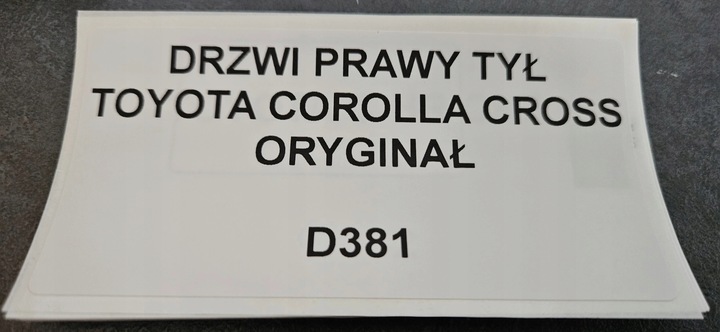 DRZWI PRAWY TYŁ
TOYOTA COROLLA CROSS
ORYGINAŁ
D381